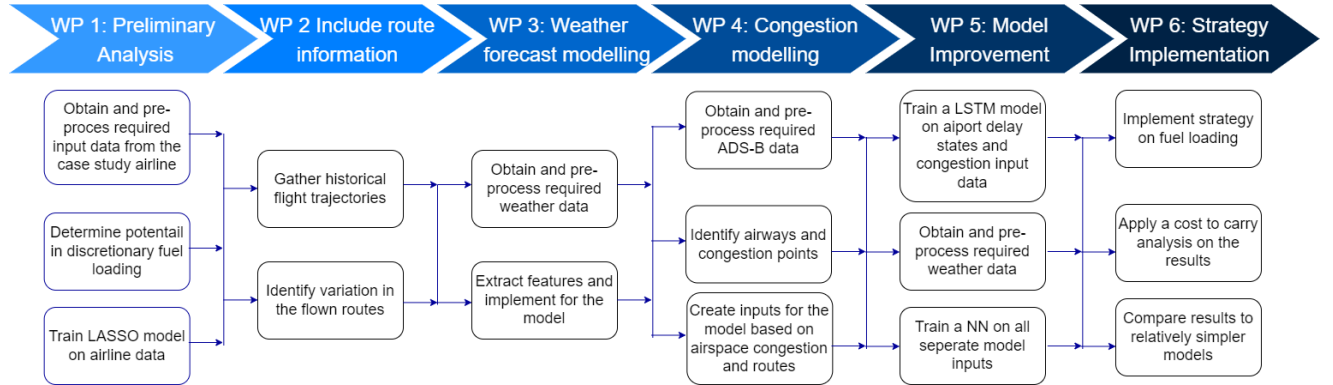 WP 1: Preliminary
Analysis
WP 2 Include route
information
WP 3: Weather
forecast modelling
WP 4: Congestion
modelling
WP 5: Model
Improvement
WP 6: Strategy
Implementation
Obtain and pre-
proces required
input data from the
case study airline
Determine potentail
in discretionary fuel
loading
Train LASSO model
on airline data
Gather historical
flight trajectories
Identify variation in
the flown routes
Obtain and pre-
process required
weather data
Extract features and
implement for the
model
Obtain and pre-
process required
ADS-B data
Identify airways and
congestion points
Create inputs for the
model based on
airspace congestion
and routes
Train a LSTM model
on aiport delay
states and
congestion input
data
Obtain and pre-
process required
weather data
Train a NN on all
seperate model
inputs
Implement strategy
on fuel loading
Apply a cost to carry
analysis on the
results
Compare results to
relatively simpler
models